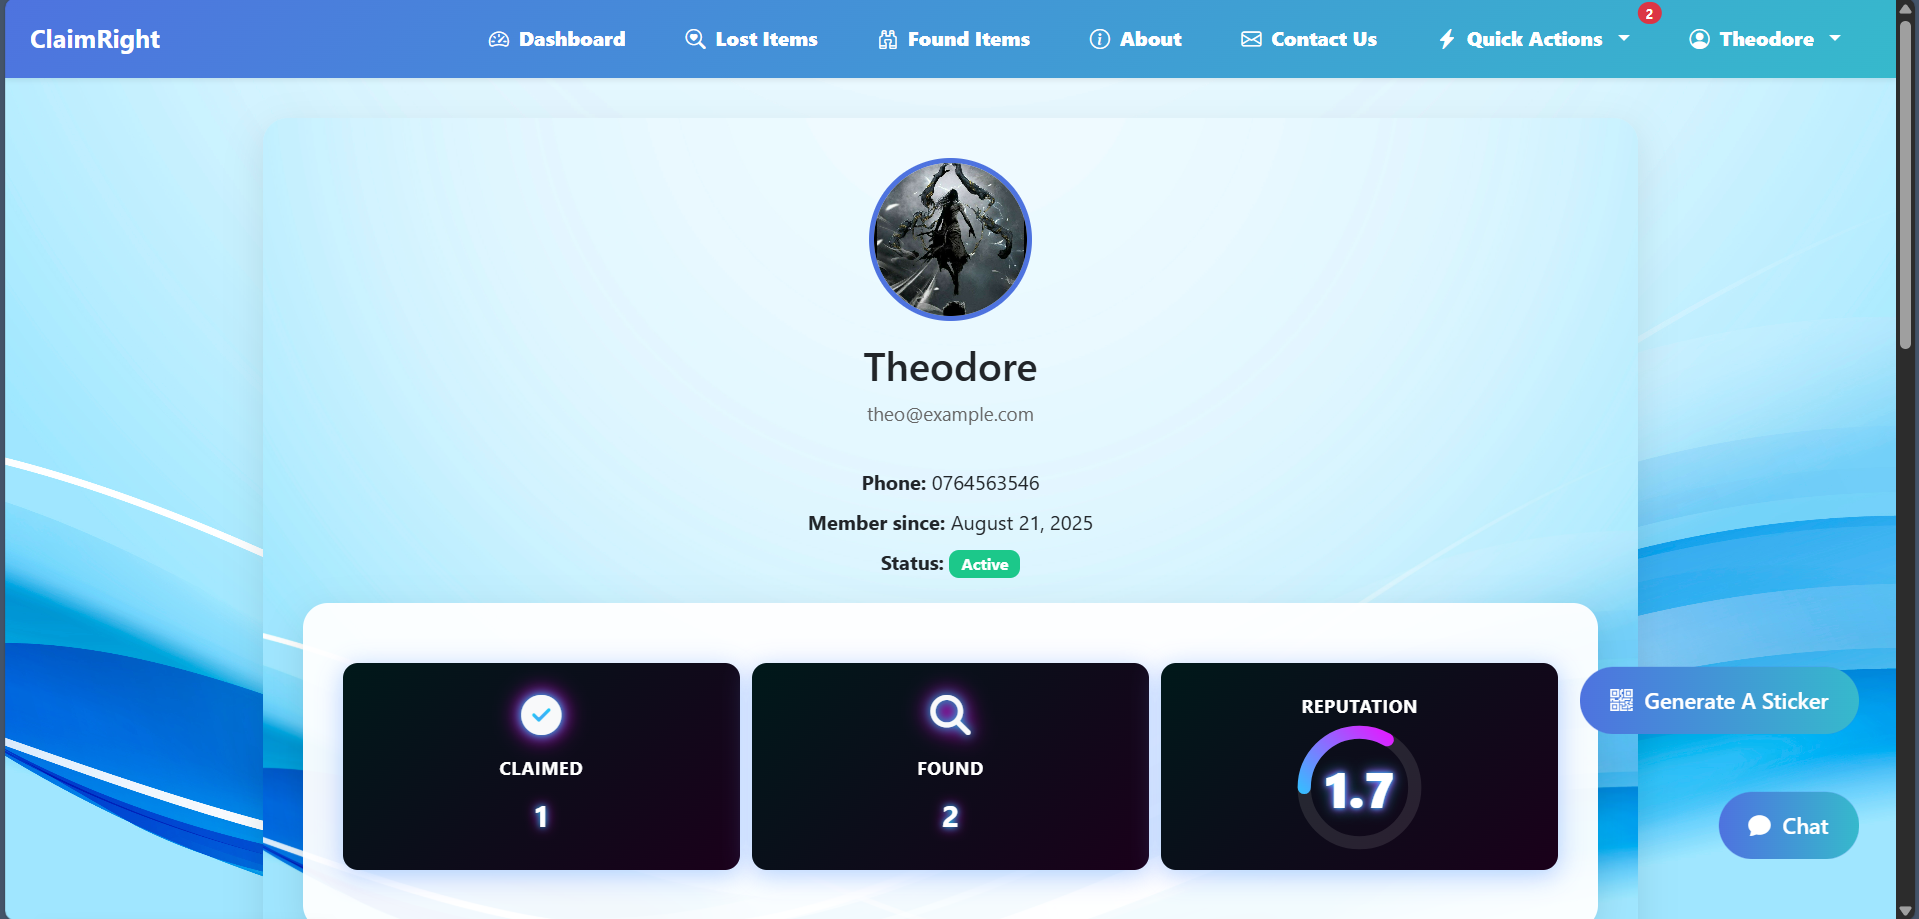 ClaimRight
Dashboard
Lost Items
Found Items
About
Contact Us
Quick Actions
2
Theodore
Theodore
theo@example.com
Phone: 0764563546
Member since: August 21, 2025
Status: Active
CLAIMED
1
FOUND
2
REPUTATION
1.7
Generate A Sticker
Chat